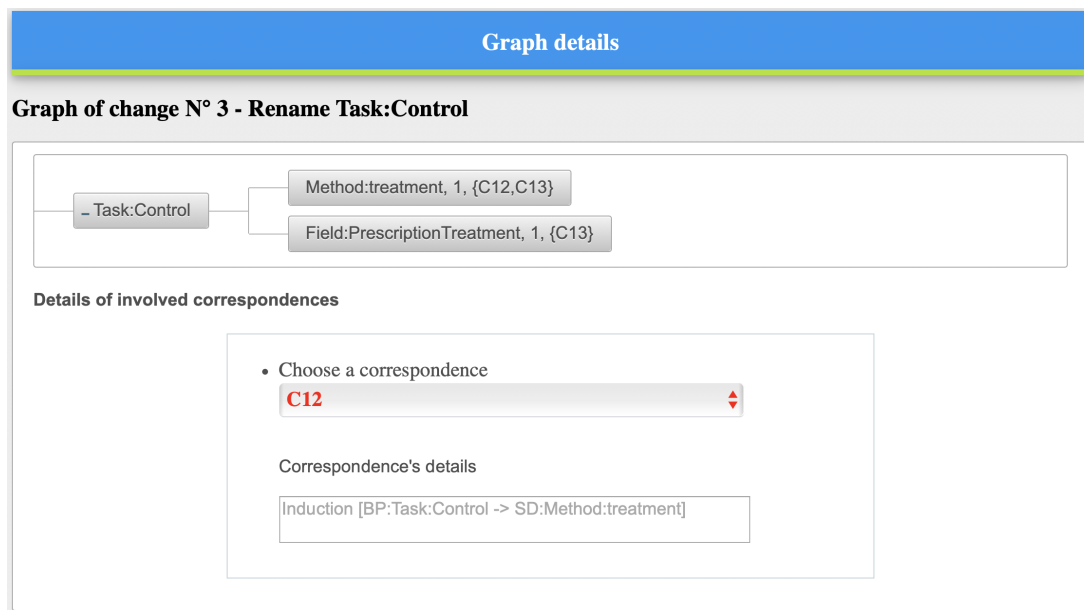 Graph details
Graph of change N° 3 - Rename Task:Control
Method:treatment, 1, {C12,C13}
Task:Control
Field:PrescriptionTreatment, 1, {C13}
Details of involved correspondences
Choose a correspondence
C12
Correspondence's details
Induction [BP:Task:Control -> SD:Method:treatment]